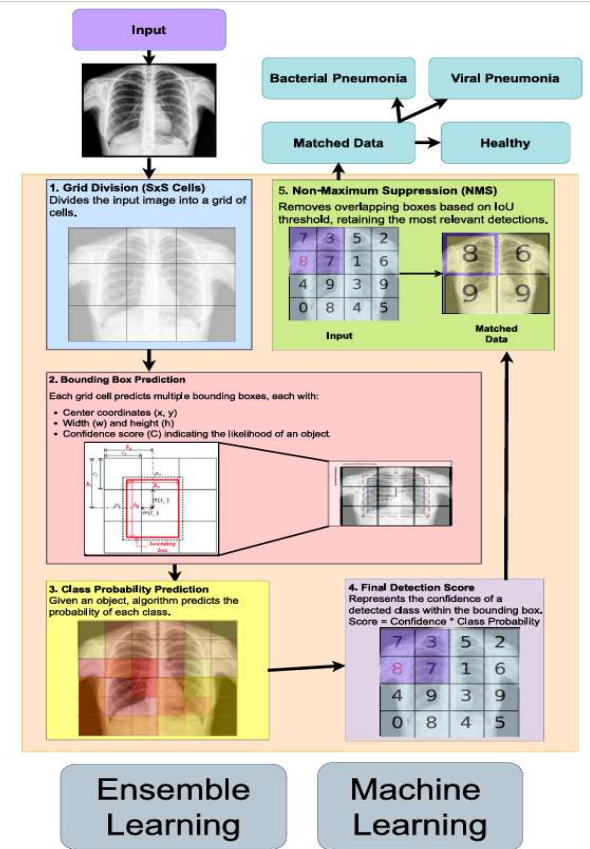 Input
Bacterial Pneumonia
Viral Pneumonia
Matched Data
Healthy
1. Grid Division (SxS Cells)
Divides the input image into a grid of
cells.
5. Non-Maximum Suppression (NMS)
Removes overlapping boxes based on IoU
threshold, retaining the most relevant detections.
7 3 5 2
8 7 1 6
4 9 3 9
0 8 4 5
8 6
9 9
Input
Matched
Data
2. Bounding Box Prediction
Each grid cell predicts multiple bounding boxes, each with:
• Center coordinates (x, y)
• Width (w) and height (h)
• Confidence score (C) indicating the likelihood of an object
bounding
box
3. Class Probability Prediction
Given an object, algorithm predicts the
probability of each class.
4. Final Detection Score
Represents the confidence of a
detected class within the bounding box.
Score = Confidence * Class Probability
7 3 5 2
8 7 1 6
4 9 3 9
0 8 4 5
Ensemble
Learning
Machine
Learning